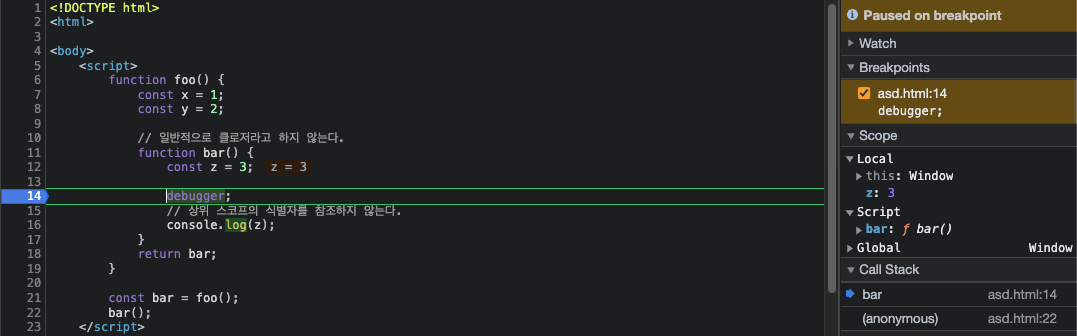 1 <!DOCTYPE html>
2 <html>
3
4 <body>
5 <script>
6 function foo() {
7 const x = 1;
8 const y = 2;
9
10 // 일반적으로 클로저라고 하지 않는다.
11 function bar() {
12 const z = 3; z = 3
13
14 debugger;
15 // 상위 스코프의 식별자를 참조하지 않는다.
16 console.log(z);
17 }
18 return bar;
19 }
20
21 const bar = foo();
22 bar();
23 </script>
Paused on breakpoint
Watch
Breakpoints
asd.html:14
debugger;
Scope
Local
this: Window
z: 3
Script
bar: ƒ bar()
Global Window
Call Stack
bar asd.html:14
(anonymous) asd.html:22